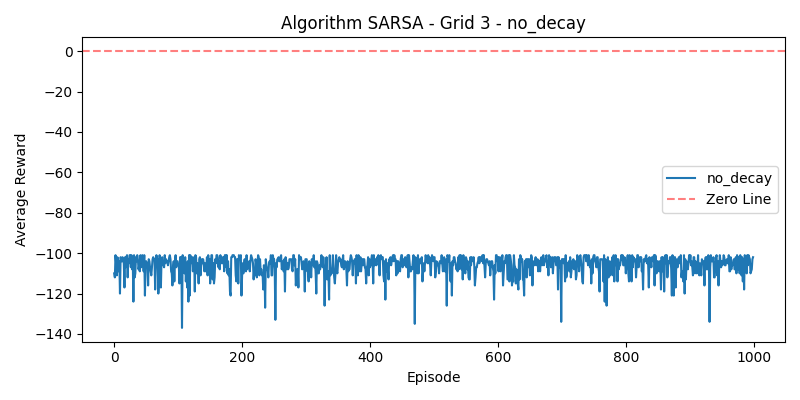 Algorithm SARSA - Grid 3 - no_decay
0
−20
−40
−60
−80
−100
−120
−140
Average Reward
no_decay
Zero Line
0
200
400
600
800
1000
Episode